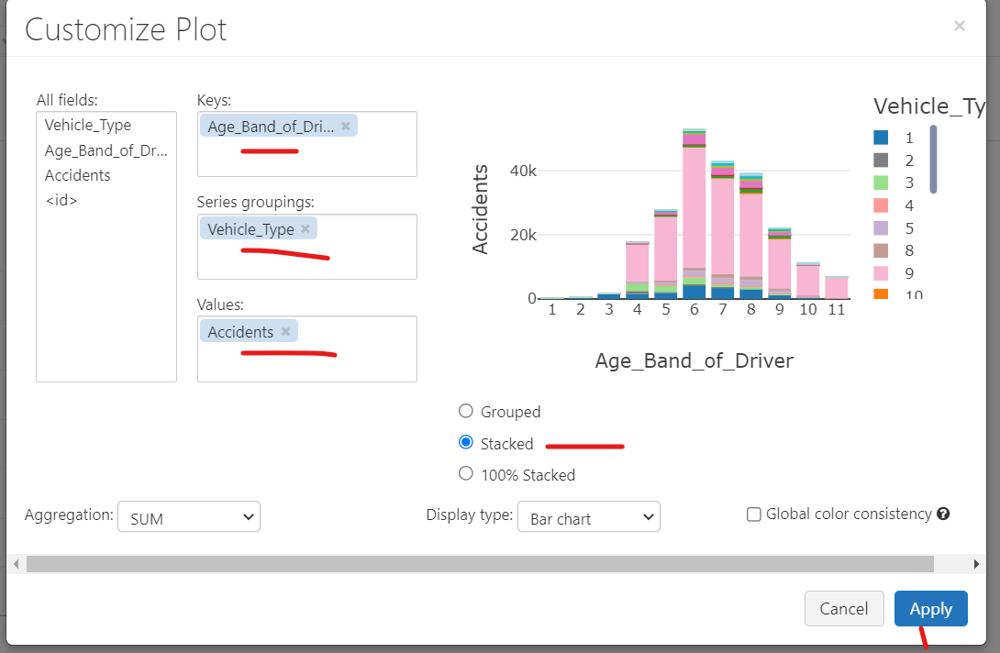 Customize Plot ×
All fields:
Vehicle_Type
Age_Band_of_Dr...
Accidents
<id>
Keys:
Age_Band_of_Dri... ×
Series groupings:
Vehicle_Type ×
Values:
Accidents ×
Accidents
40k
20k
0
1 2 3 4 5 6 7 8 9 10 11
Age_Band_of_Driver
Vehicle_Ty
1
2
3
4
5
8
9
10
Grouped
Stacked
100% Stacked
Aggregation: SUM
Display type: Bar chart
Global color consistency ?
Cancel
Apply